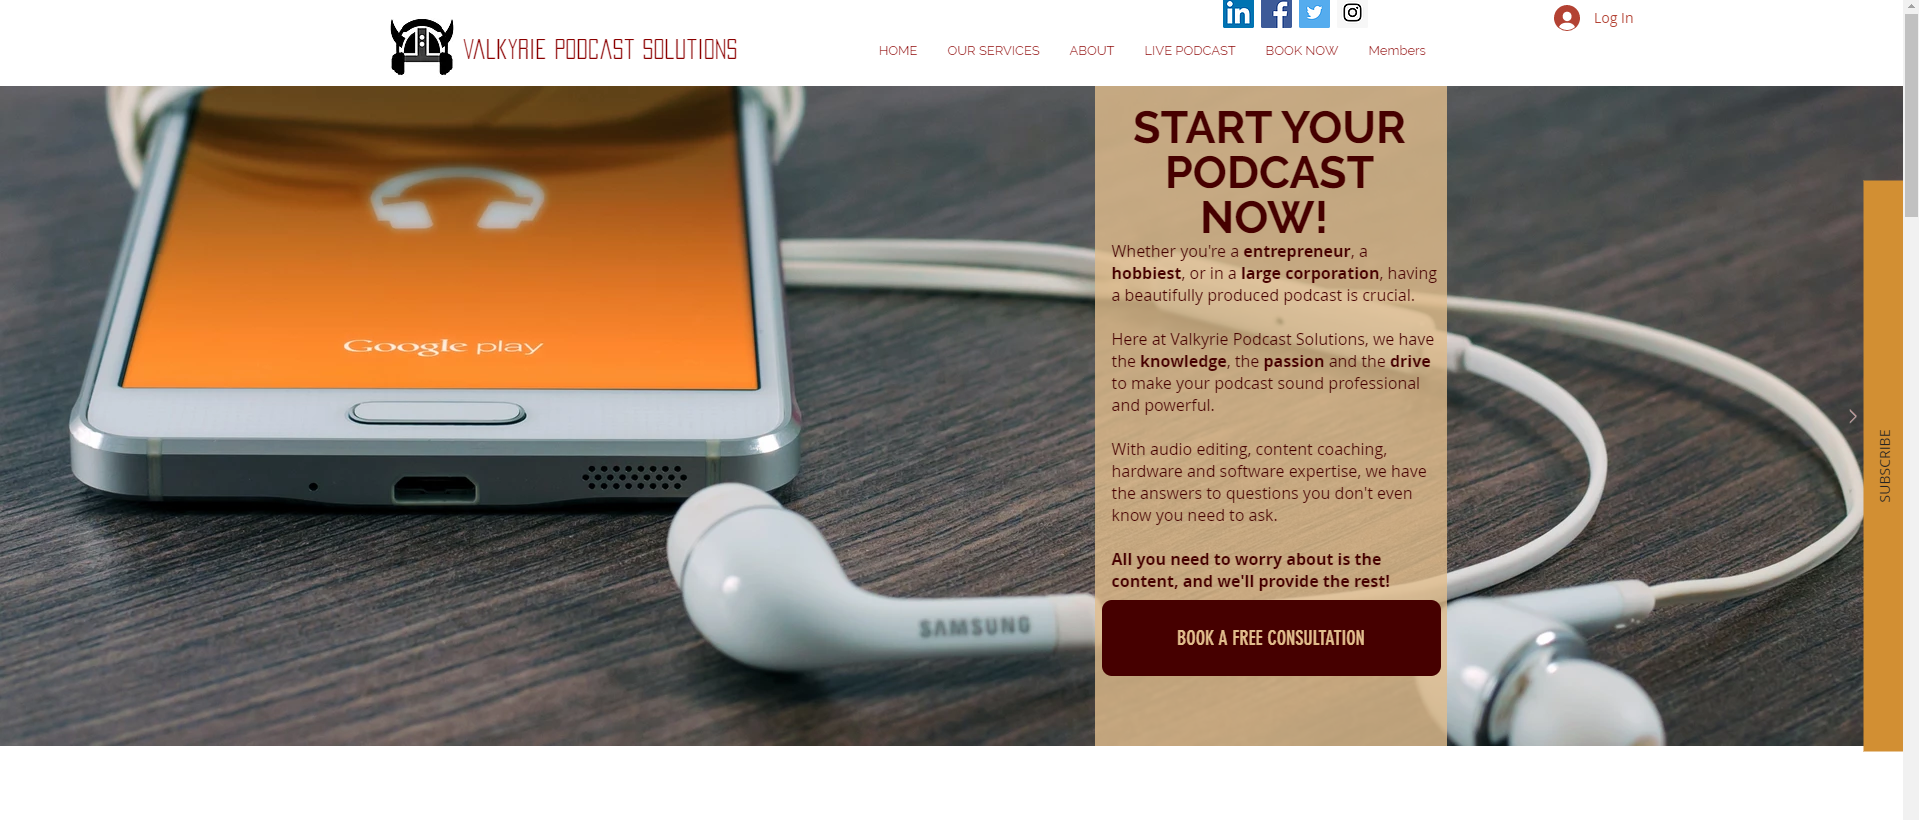 Log In
VALKYRIE PODCAST SOLUTIONS
HOME OUR SERVICES ABOUT LIVE PODCAST BOOK NOW Members
START YOUR
PODCAST
NOW!
Whether you're a entrepreneur, a
hobbiest, or in a large corporation, having
a beautifully produced podcast is crucial.
Here at Valkyrie Podcast Solutions, we have
the knowledge, the passion and the drive
to make your podcast sound professional
and powerful.
With audio editing, content coaching,
hardware and software expertise, we have
the answers to questions you don't even
know you need to ask.
All you need to worry about is the
content, and we'll provide the rest!
BOOK A FREE CONSULTATION
Google play
SAMSUNG
SUBSCRIBE